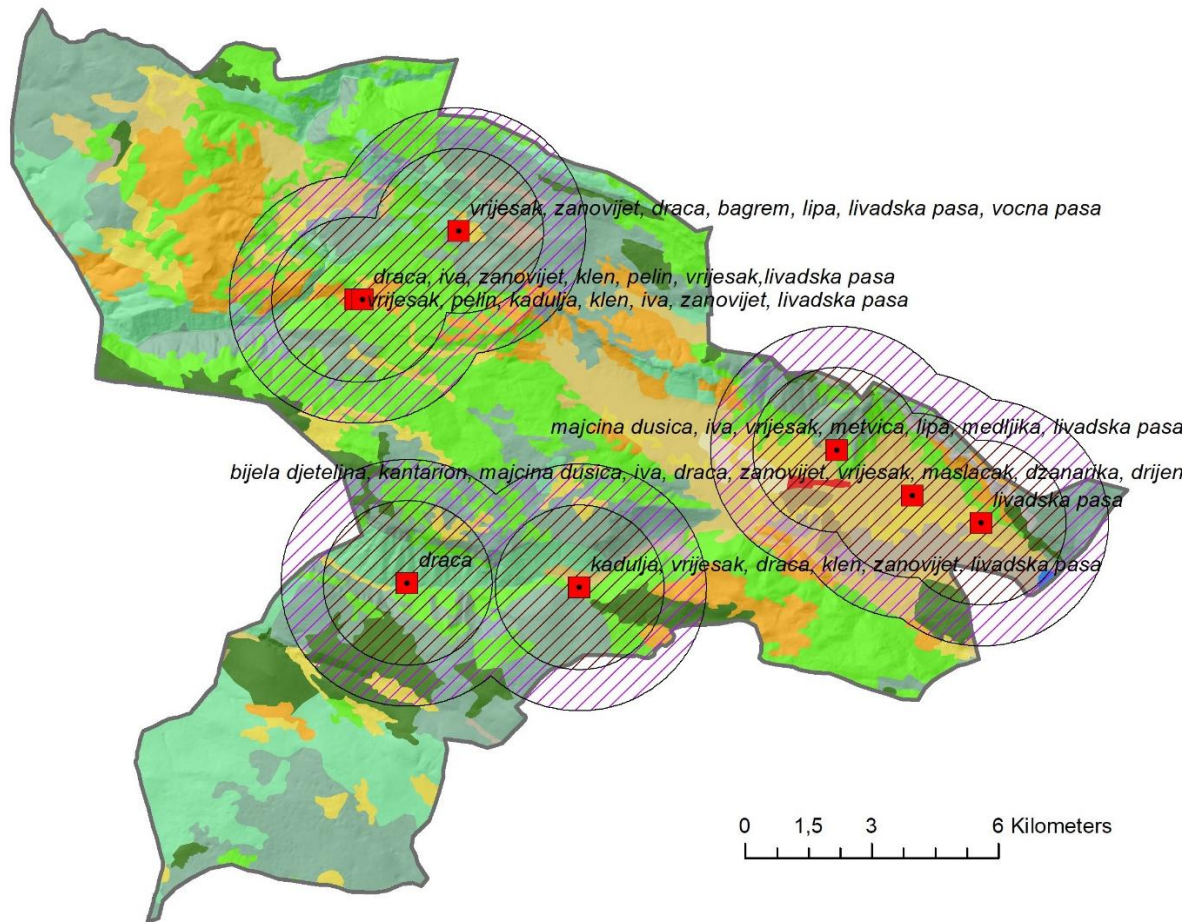 vrijesak, zanovijet, draca, bagrem, lipa, livadska pasa, vocna pasa
draca, iva, zanovijet, klen, pelin, vrijesak,livadska pasa
vrijesak, pelin, kadulja, klen, iva, zanovijet, livadska pasa
majcina dusica, iva, vrijesak, metvica, lipa, medljika, livadska pasa
bijela djetelina, kantarion, majcina dusica, iva, draca, zanovijet, vrijesak, maslacak, dzanarika, drijen
livadska pasa
draca
kadulja, vrijesak, draca, klen, zanovijet, livadska pasa
0 1,5 3 6 Kilometers